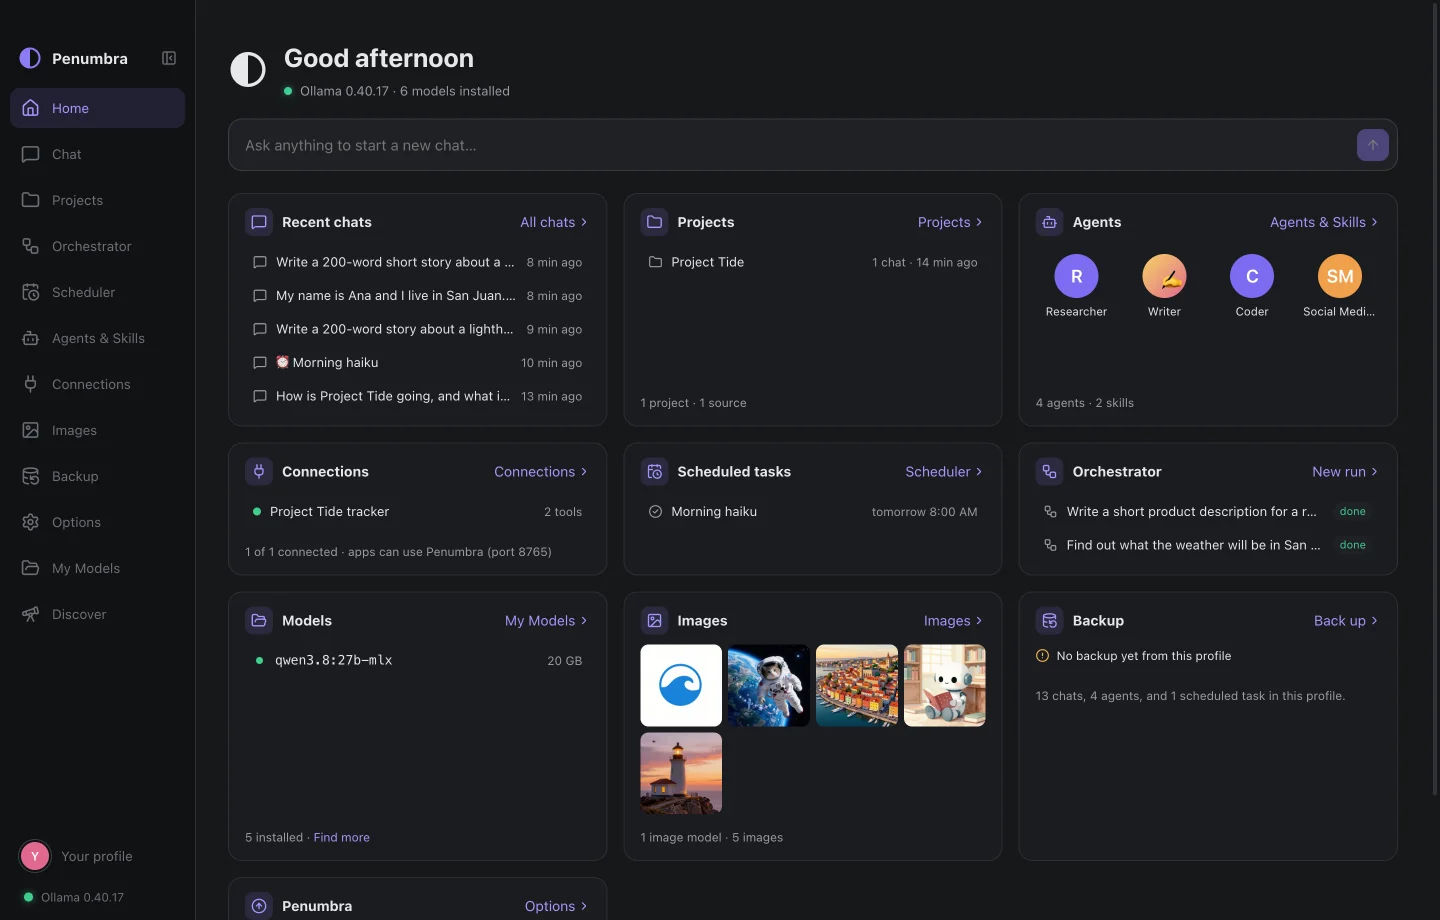 Penumbra
Home
Chat
Projects
Orchestrator
Scheduler
Agents & Skills
Connections
Images
Backup
Options
My Models
Discover
Y Your profile
Ollama 0.40.17
Good afternoon
Ollama 0.40.17 · 6 models installed
Ask anything to start a new chat...
Recent chats All chats
Write a 200-word short story about a ... 8 min ago
My name is Ana and I live in San Juan.... 8 min ago
Write a 200-word story about a lighth... 9 min ago
⏰ Morning haiku 10 min ago
How is Project Tide going, and what i... 13 min ago
Projects Projects
Project Tide 1 chat · 14 min ago
1 project · 1 source
Agents Agents & Skills
R C SM
Researcher Writer Coder Social Medi...
4 agents · 2 skills
Connections Connections
Project Tide tracker 2 tools
1 of 1 connected · apps can use Penumbra (port 8765)
Scheduled tasks Scheduler
Morning haiku tomorrow 8:00 AM
Orchestrator New run
Write a short product description for a r... done
Find out what the weather will be in San ... done
Models My Models
qwen3.8:27b-mlx 20 GB
5 installed · Find more
Images Images
1 image model · 5 images
Backup Back up
No backup yet from this profile
13 chats, 4 agents, and 1 scheduled task in this profile.
Penumbra Options